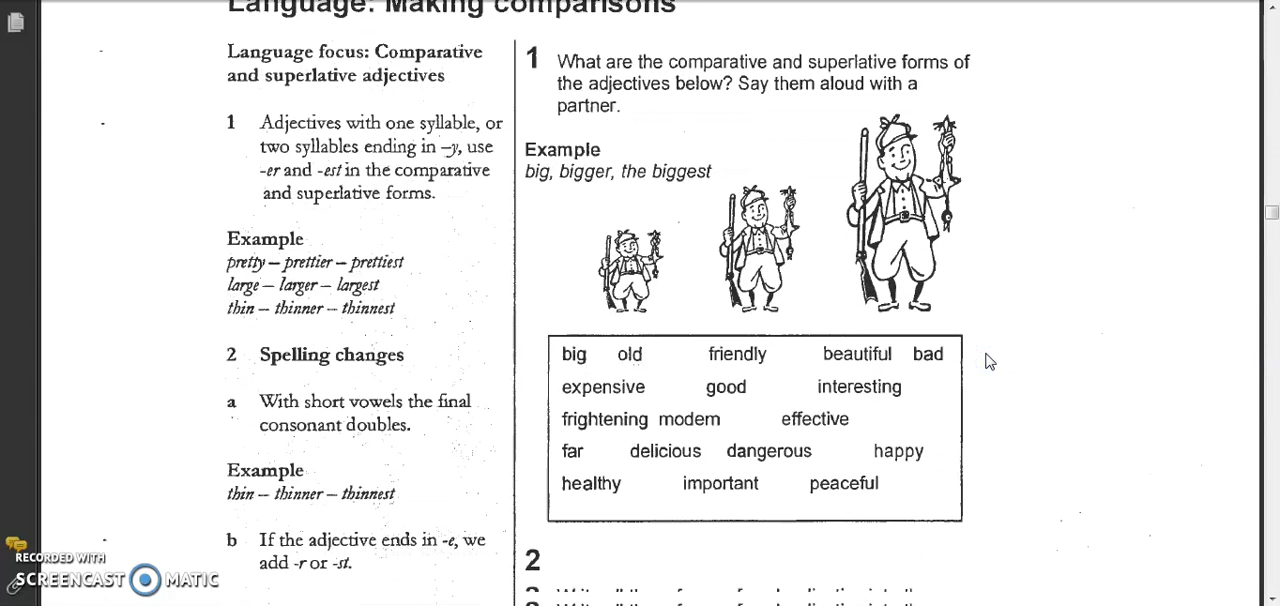 Language: Making comparisons
Language focus: Comparative
and superlative adjectives
1 Adjectives with one syllable, or
two syllables ending in –y, use
-er and -est in the comparative
and superlative forms.
Example
pretty – prettier – prettiest
large – larger – largest
thin – thinner – thinnest
2 Spelling changes
a With short vowels the final
consonant doubles.
Example
thin – thinner – thinnest
b If the adjective ends in -e, we
add -r or -st.
1 What are the comparative and superlative forms of
the adjectives below? Say them aloud with a
partner.
Example
big, bigger, the biggest
big old friendly beautiful bad
expensive good interesting
frightening modern effective
far delicious dangerous happy
healthy important peaceful
2
RECORDED WITH
SCREENCAST MATIC